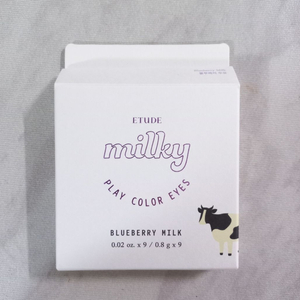 ETUDE
milky
PLAY COLOR EYES
BLUEBERRY MILK
0.02 oz. x 9 / 0.8 g x 9